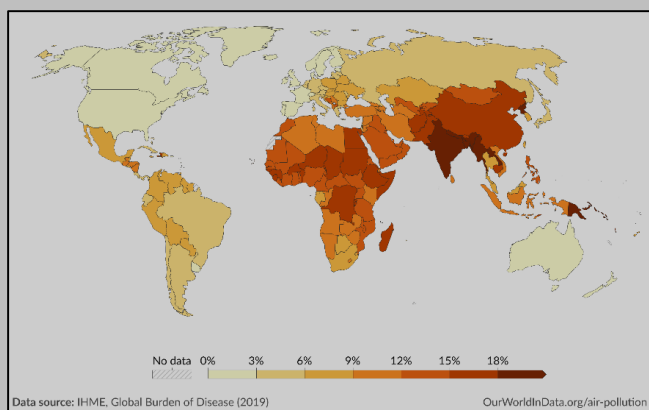 No data 0% 3% 6% 9% 12% 15% 18%
Data source: IHME, Global Burden of Disease (2019) OurWorldInData.org/air-pollution